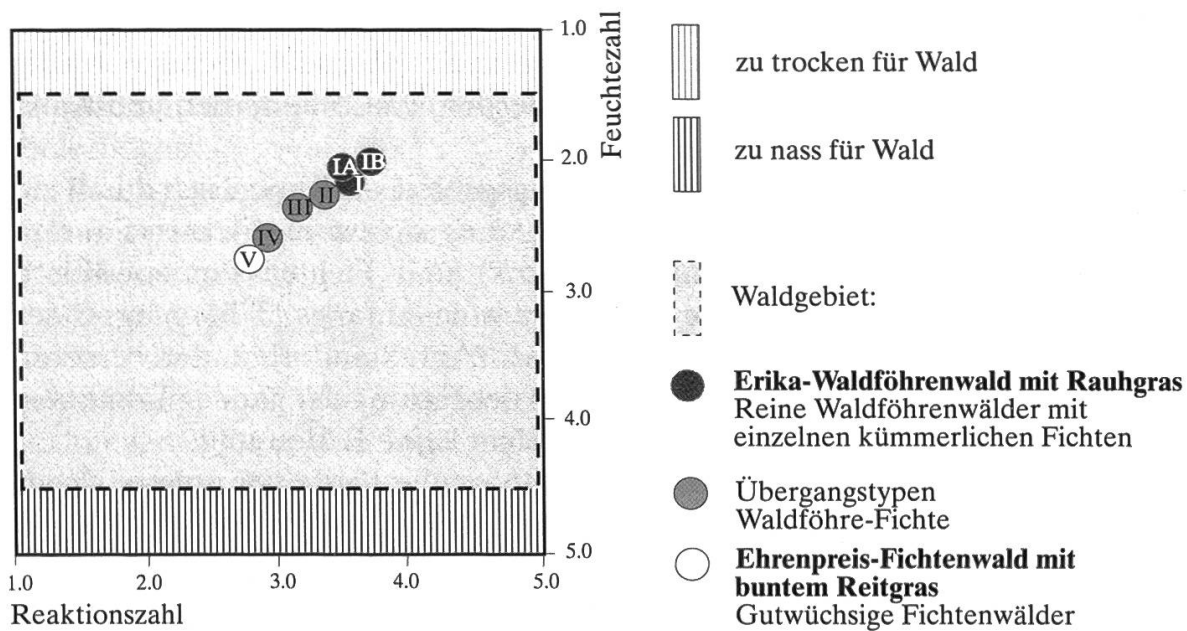 1.0
2.0
3.0
4.0
5.0
Feuchtezahl
IA
IB
I
II
III
IV
V
1.0
2.0
3.0
4.0
5.0
Reaktionszahl
zu trocken für Wald
zu nass für Wald
Waldgebiet:
Erika-Waldföhrenwald mit Rauhgras
Reine Waldföhrenwälder mit
einzelnen kümmerlichen Fichten
Übergangstypen
Waldföhre-Fichte
Ehrenpreis-Fichtenwald mit
buntem Reitgras
Gutwüchsige Fichtenwälder